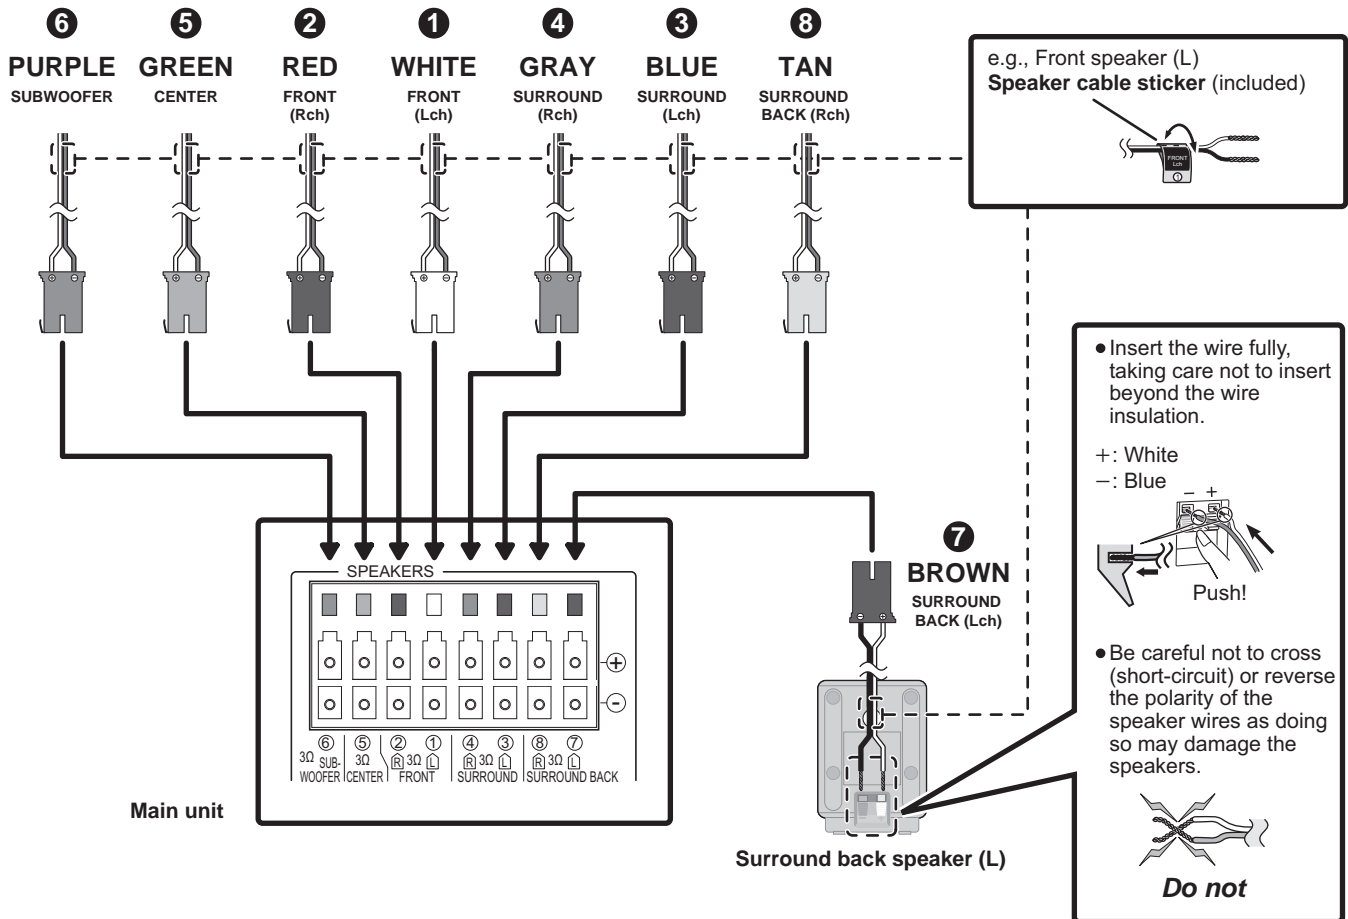 6 5 2 1 4 3 8
PURPLE GREEN RED WHITE GRAY BLUE TAN
SUBWOOFER CENTER FRONT FRONT SURROUND SURROUND SURROUND
(Rch) (Lch) (Rch) (Lch) BACK (Rch)
e.g., Front speaker (L)
Speaker cable sticker (included)
FRONT
Lch
1
+ − + − + − + − + − + − + −
● Insert the wire fully,
taking care not to insert
beyond the wire
insulation.
+: White
−: Blue
− +
Push!
● Be careful not to cross
(short-circuit) or reverse
the polarity of the
speaker wires as doing
so may damage the
speakers.
Do not
7
BROWN
SURROUND
BACK (Lch)
+ −
Surround back speaker (L)
SPEAKERS
+
-
6 5 2 1 4 3 8 7
3Ω SUB- 3Ω R 3Ω L R 3Ω L R 3Ω L
WOOFER CENTER FRONT SURROUND SURROUND BACK
Main unit